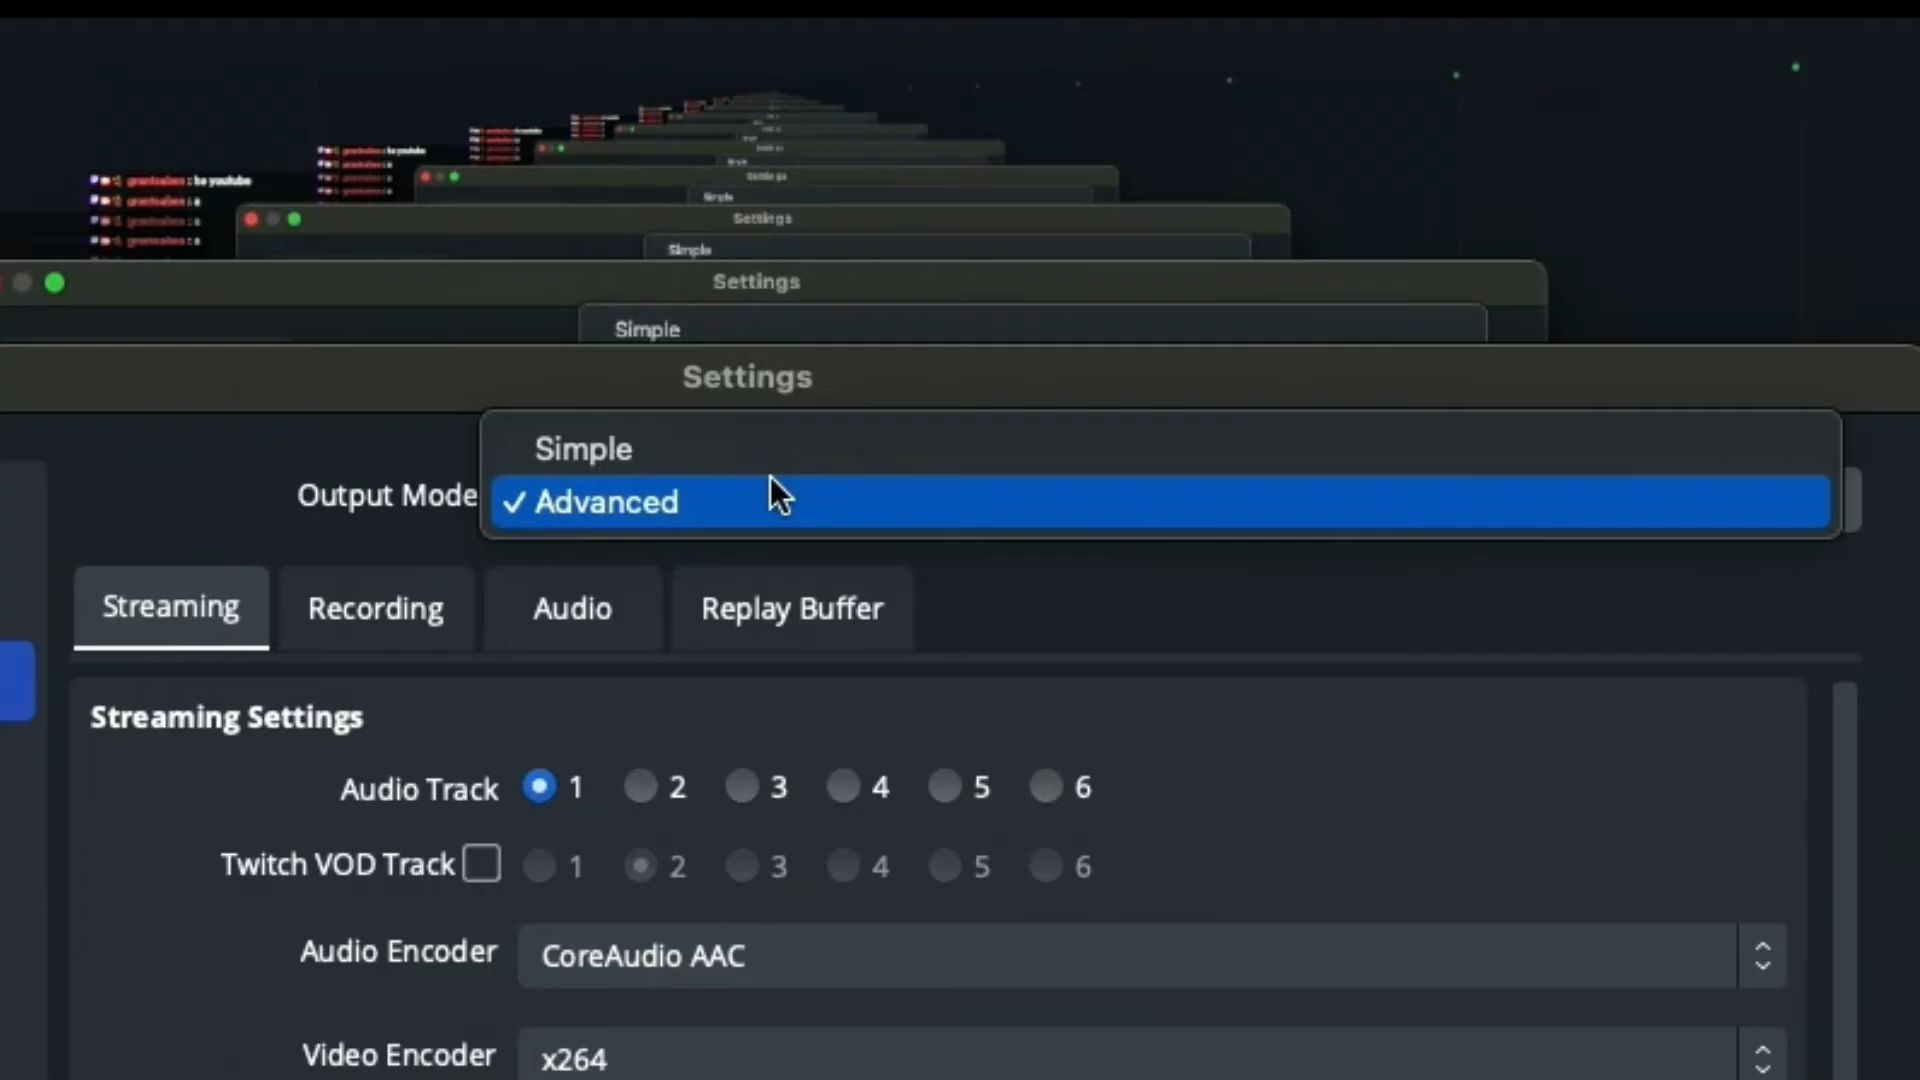 Settings
Simple
Settings
Simple
Settings
Simple
Settings
Simple
Output Mode
Advanced
Streaming
Recording
Audio
Replay Buffer
Streaming Settings
Audio Track 1 2 3 4 5 6
Twitch VOD Track 1 2 3 4 5 6
Audio Encoder CoreAudio AAC
Video Encoder x264